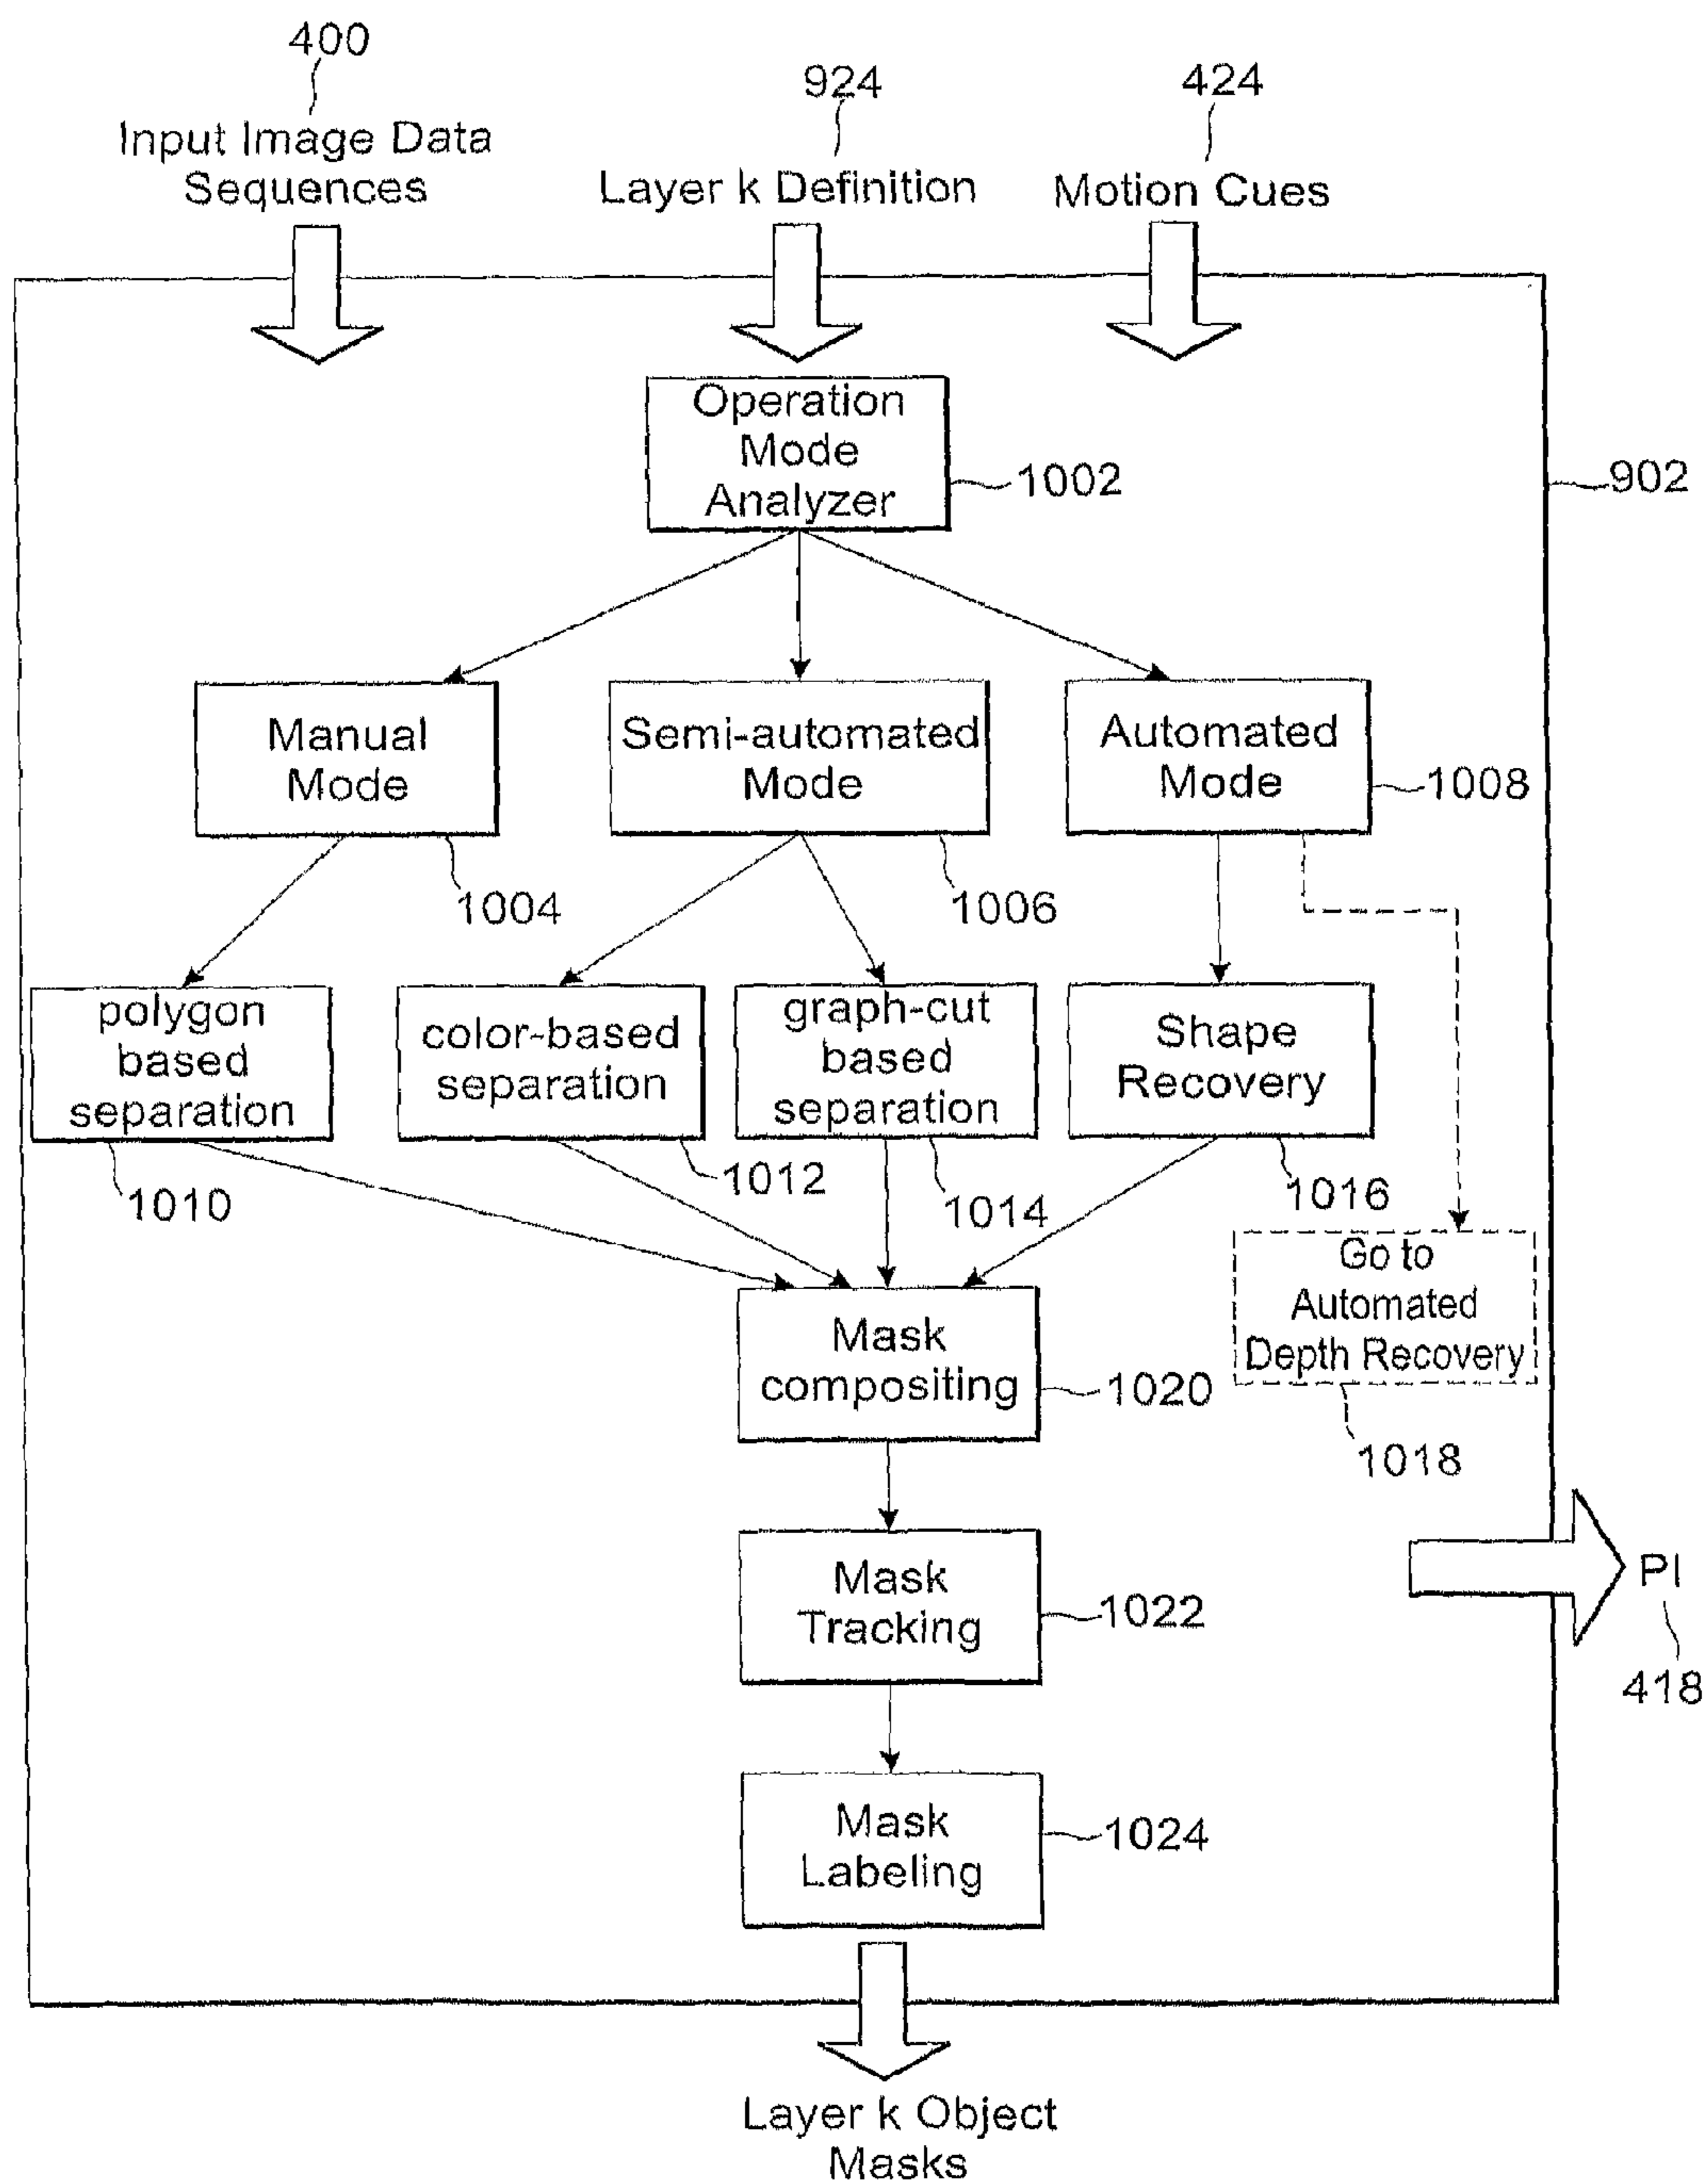 400
924
424
Input Image Data
Sequences
Layer k Definition
Motion Cues
Operation
Mode
Analyzer
1002
902
Manual
Mode
1004
Semi-automated
Mode
1006
Automated
Mode
1008
polygon
based
separation
1010
color-based
separation
1012
graph-cut
based
separation
1014
Shape
Recovery
1016
Go to
Automated
Depth Recovery
1018
Mask
compositing
1020
Mask
Tracking
1022
PI
418
Mask
Labeling
1024
Layer k Object
Masks